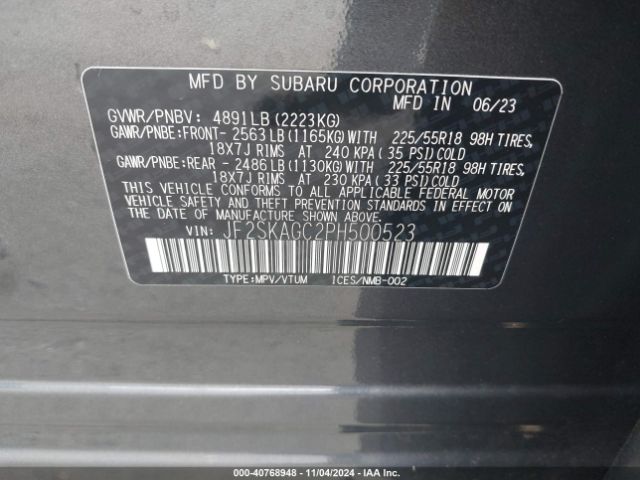 MFD BY SUBARU CORPORATION
MFD IN 06/23
GVWR/PNBV: 4891LB (2223KG)
GAWR/PNBE:FRONT- 2563LB(1165KG)WITH 225/55R18 98H TIRES,
18X7J RIMS AT 240 KPA(35 PSI)COLD
GAWR/PNBE:REAR - 2486LB(1130KG)WITH 225/55R18 98H TIRES,
18X7J RIMS AT 230 KPA(33 PSI)COLD
THIS VEHICLE CONFORMS TO ALL APPLICABLE FEDERAL MOTOR
VEHICLE SAFETY AND THEFT PREVENTION STANDARDS IN EFFECT
ON THE DATE OF MANUFACTURE SHOWN ABOVE.
VIN: JF2SKAGC2PH500523
TYPE:MPV/VTUM ICES/NMB-002
000-40768948 - 11/04/2024 - IAA Inc.